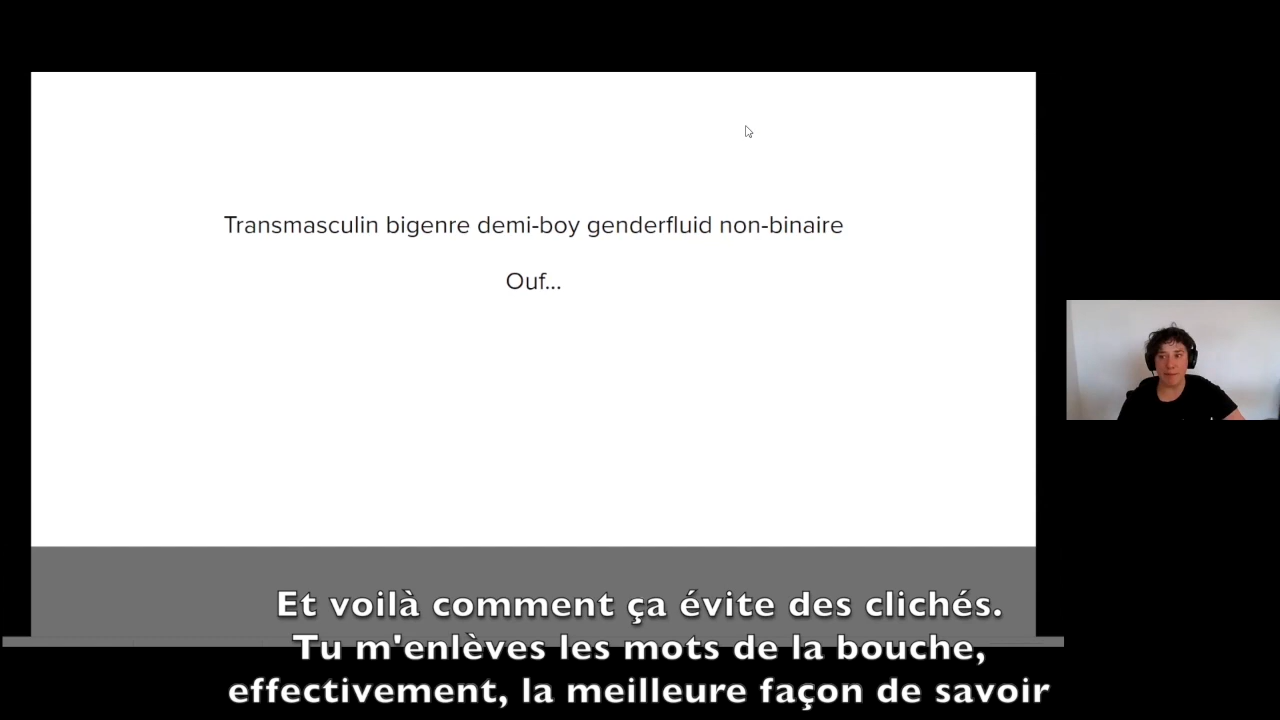 Transmasculin bigenre demi-boy genderfluid non-binaire
Ouf...
Et voilà comment ça évite des clichés.
Tu m'enlèves les mots de la bouche,
effectivement, la meilleure façon de savoir